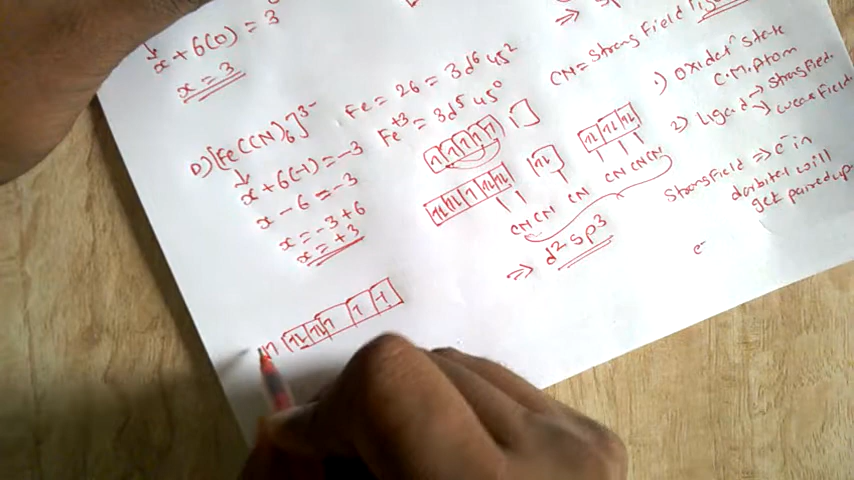 x + 6(0) = 3
x = 3
D) [Fe(CN)6]3-
x + 6(-1) = -3
x - 6 = -3
x = -3 + 6
x = +3
Fe = 26 = 3d6 4s2
Fe+3 = 3d5 4s0
CN CN CN CN CN CN
⇒ d2sp3
CN = Strong Field
1) Oxidatn State
C.M. Atom
2) Ligand → Strong Field
→ Weak Field
Strong Field ⇒ e- in
d orbital will
get paired up
e-